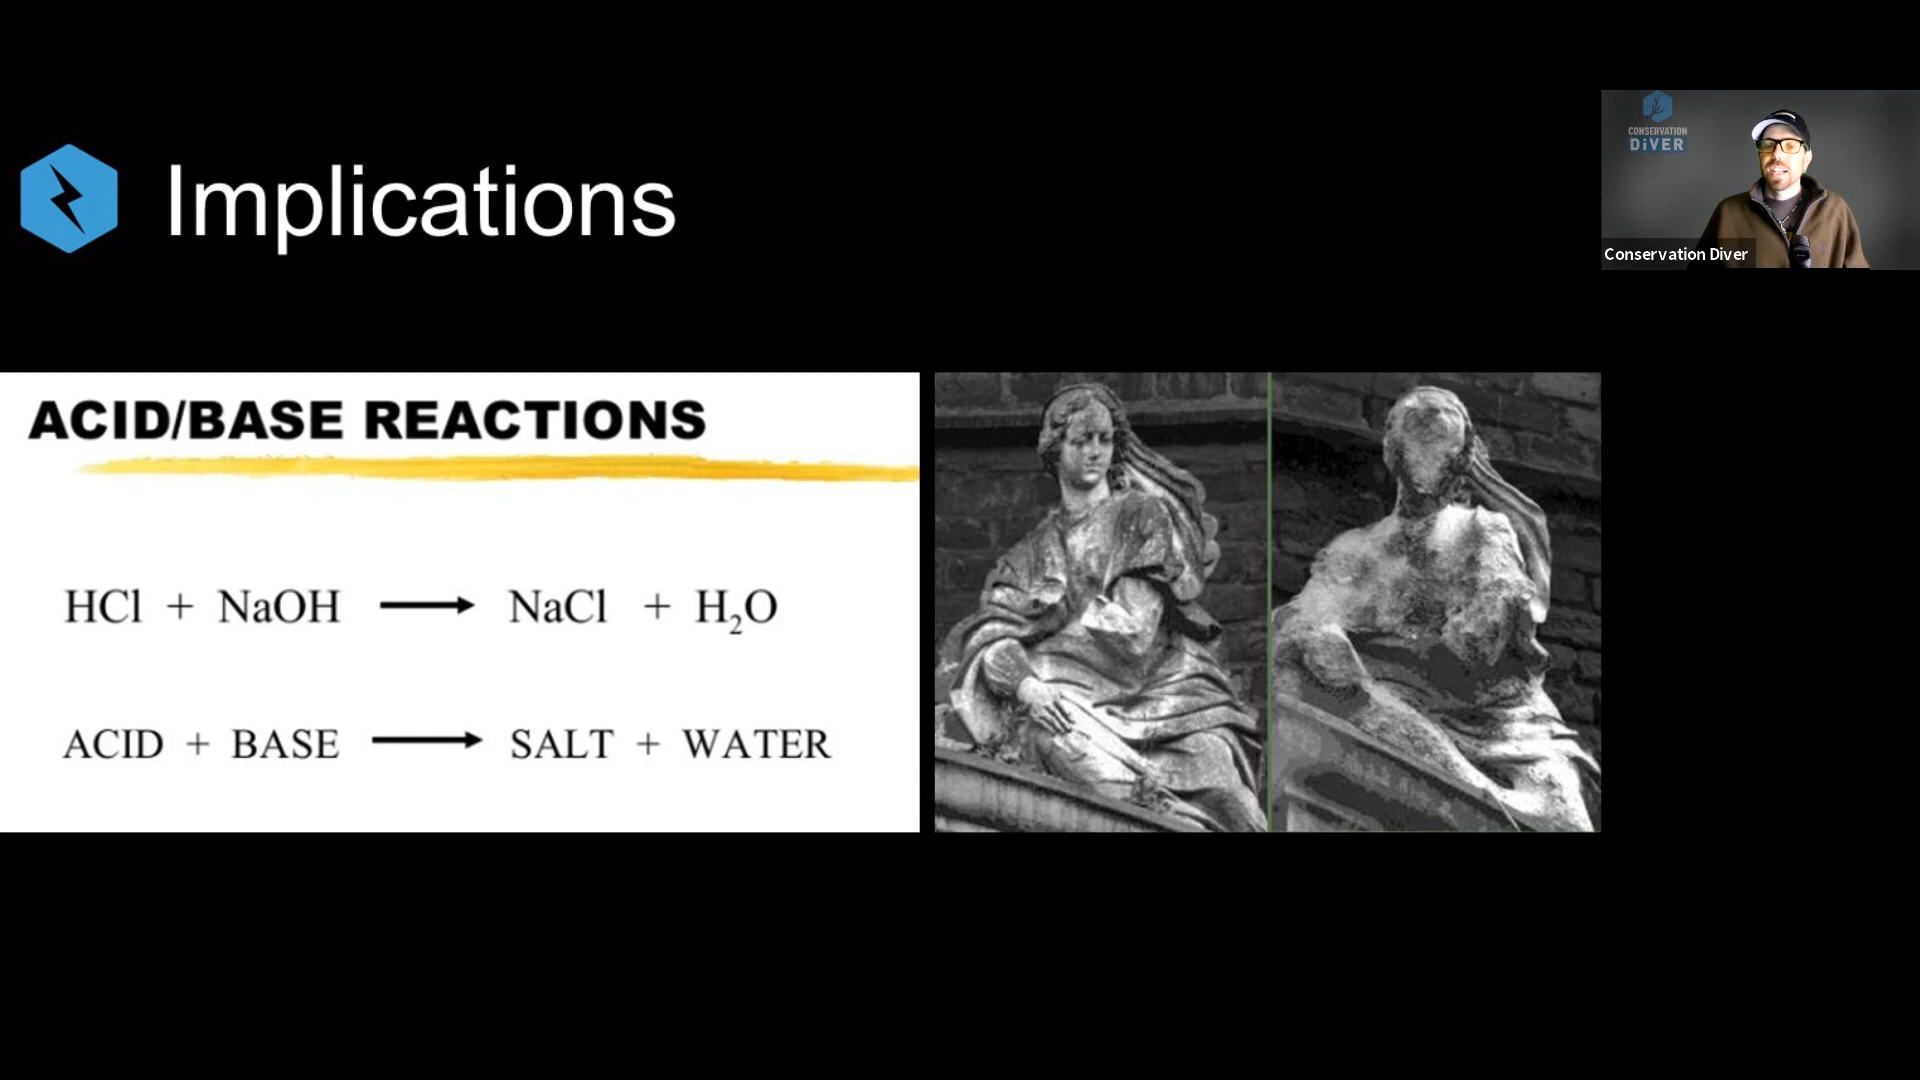 Implications
CONSERVATION
DiVER
Conservation Diver
ACID/BASE REACTIONS
HCl + NaOH ⟶ NaCl + H₂O
ACID + BASE ⟶ SALT + WATER